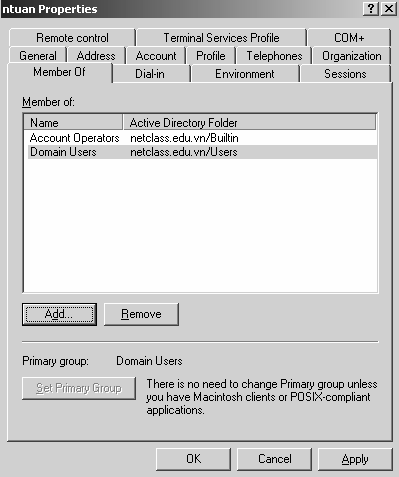 ntuan Properties
Remote control Terminal Services Profile COM+
General Address Account Profile Telephones Organization
Member Of Dial-in Environment Sessions
Member of:
Name Active Directory Folder
Account Operators netclass.edu.vn/Builtin
Domain Users netclass.edu.vn/Users
Add... Remove
Primary group: Domain Users
Set Primary Group
There is no need to change Primary group unless
you have Macintosh clients or POSIX-compliant
applications.
OK Cancel Apply